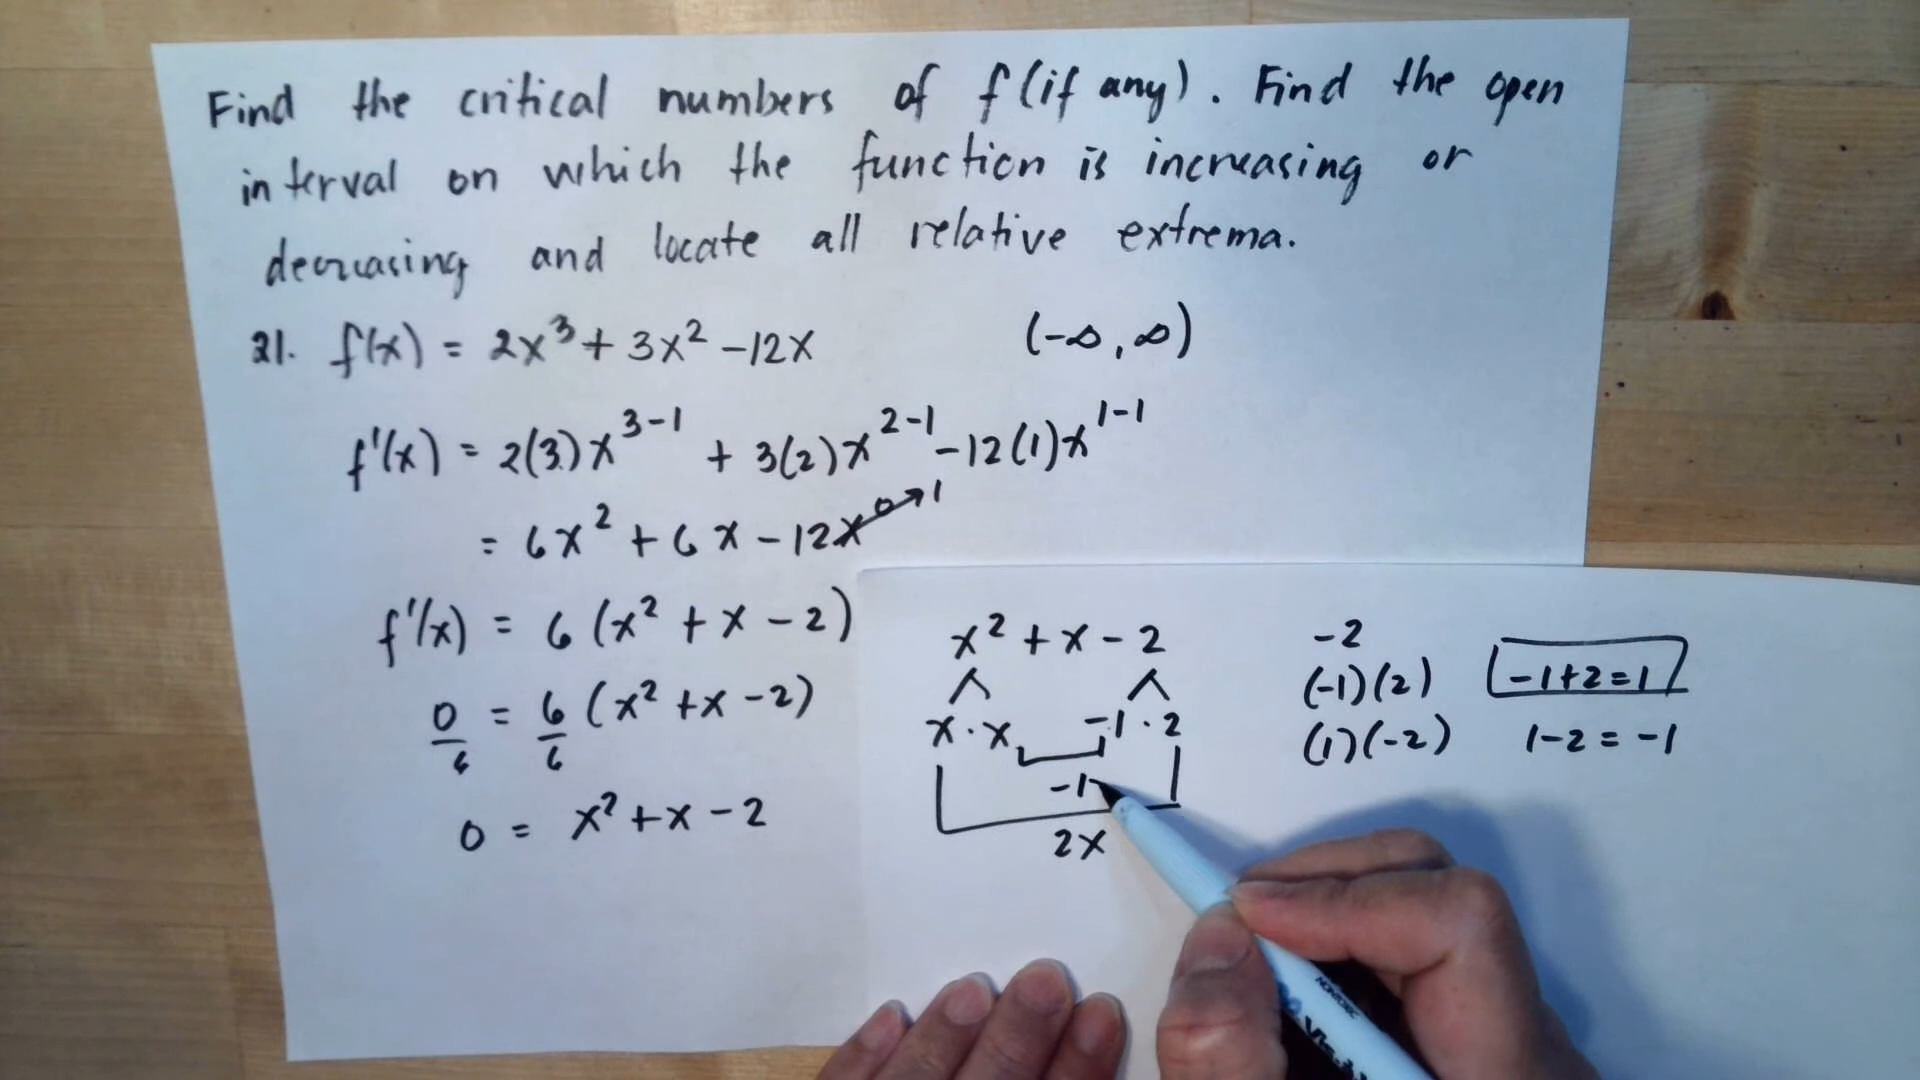 Find the critical numbers of f (if any). Find the open
interval on which the function is increasing or
decreasing and locate all relative extrema.
21. f(x) = 2x³ + 3x² - 12x (-∞, ∞)
f'(x) = 2(3)x^{3-1} + 3(2)x^{2-1} - 12(1)x^{1-1}
= 6x² + 6x - 12x⁰→1
f'(x) = 6(x² + x - 2)
0/6 = 6/6 (x² + x - 2)
0 = x² + x - 2
x² + x - 2
x · x -1 · 2
-1
2x
-2
(-1)(2) -1+2=1
(1)(-2) 1-2=-1
NONTOXIC